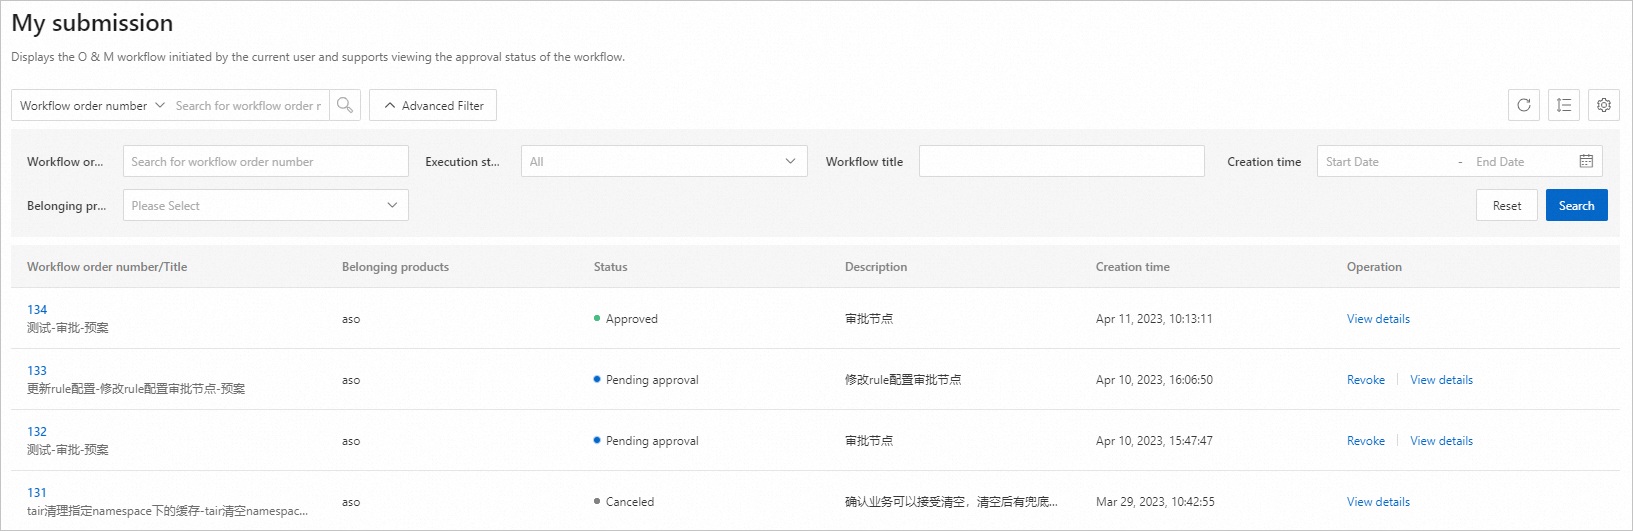 My submission
Displays the O & M workflow initiated by the current user and supports viewing the approval status of the workflow.
Workflow order number Search for workflow order r Advanced Filter
Workflow or... Search for workflow order number Execution st... All Workflow title Creation time Start Date - End Date
Belonging pr... Please Select Reset Search
Workflow order number/Title Belonging products Status Description Creation time Operation
134
测试-审批-预案 aso Approved 审批节点 Apr 11, 2023, 10:13:11 View details
133
更新rule配置-修改rule配置审批节点-预案 aso Pending approval 修改rule配置审批节点 Apr 10, 2023, 16:06:50 Revoke View details
132
测试-审批-预案 aso Pending approval 审批节点 Apr 10, 2023, 15:47:47 Revoke View details
131
tair清理指定namespace下的缓存-tair清空namespac... aso Canceled 确认业务可以接受清空，清空后有兜底... Mar 29, 2023, 10:42:55 View details